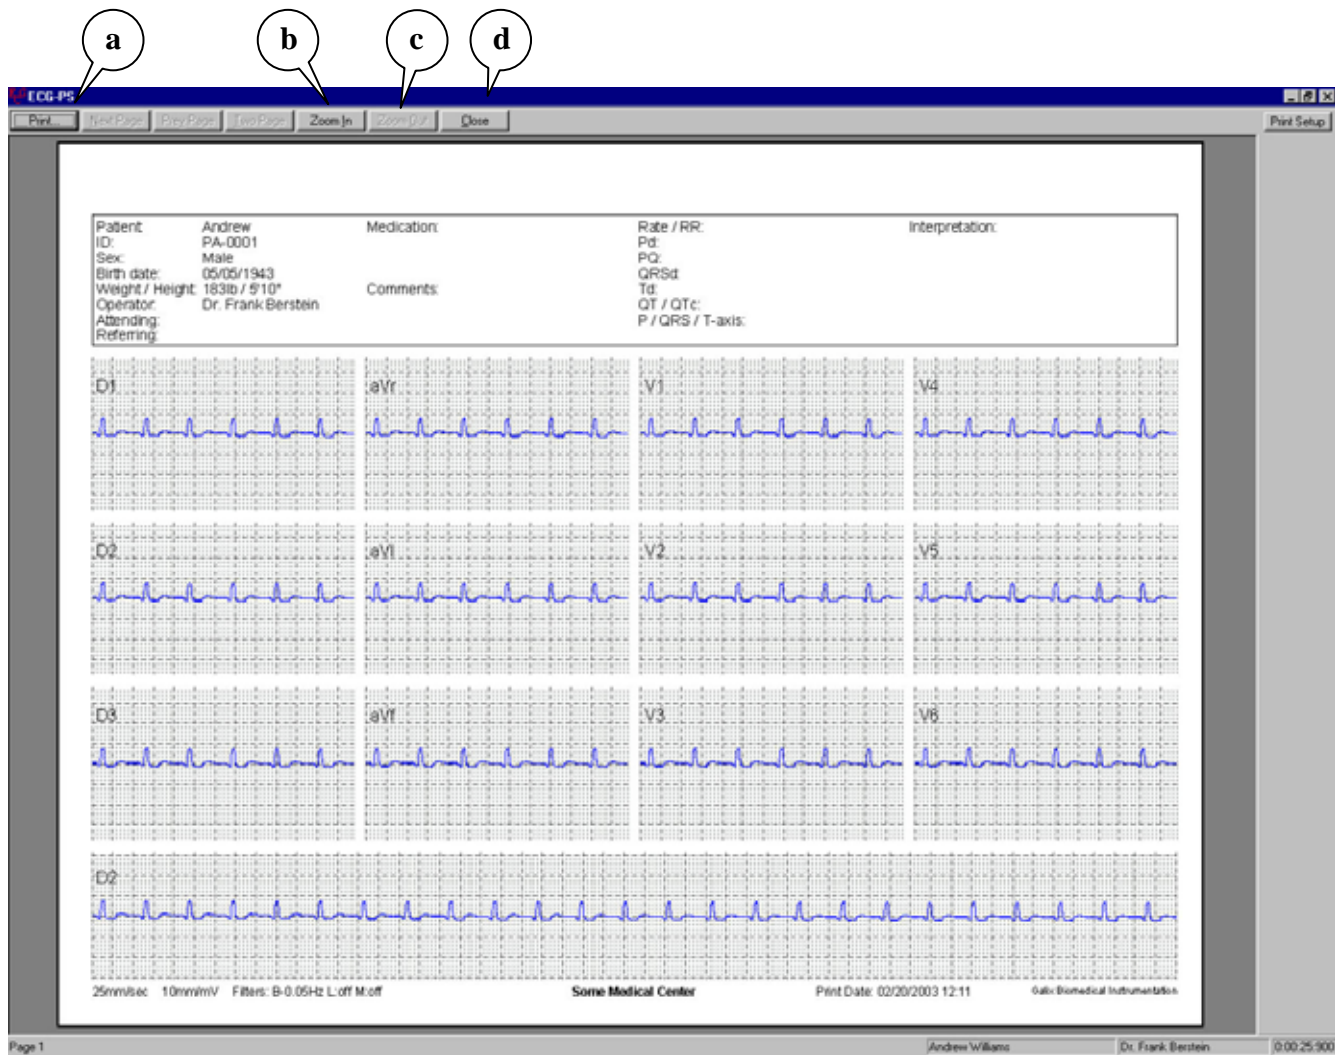 a b c d
ECG-PS
Print... Next Page Prev Page Two Page Zoom In Zoom Out Close Print Setup
Patient: Andrew Medication: Rate / RR: Interpretation:
ID: PA-0001 Pd:
Sex: Male PQ:
Birth date: 05/05/1943 QRSd:
Weight / Height: 183lb / 5'10" Comments: Td:
Operator: Dr. Frank Berstein QT / QTc:
Attending: P / QRS / T-axis:
Referring:
D1 aVr V1 V4
D2 aVl V2 V5
D3 aVf V3 V6
D2
25mm/sec 10mm/mV Filters: B-0.05Hz L:off M:off Some Medical Center Print Date: 02/20/2003 12:11 Galix Biomedical Instrumentation
Page 1 Andrew Williams Dr. Frank Berstein 0:00:25:900